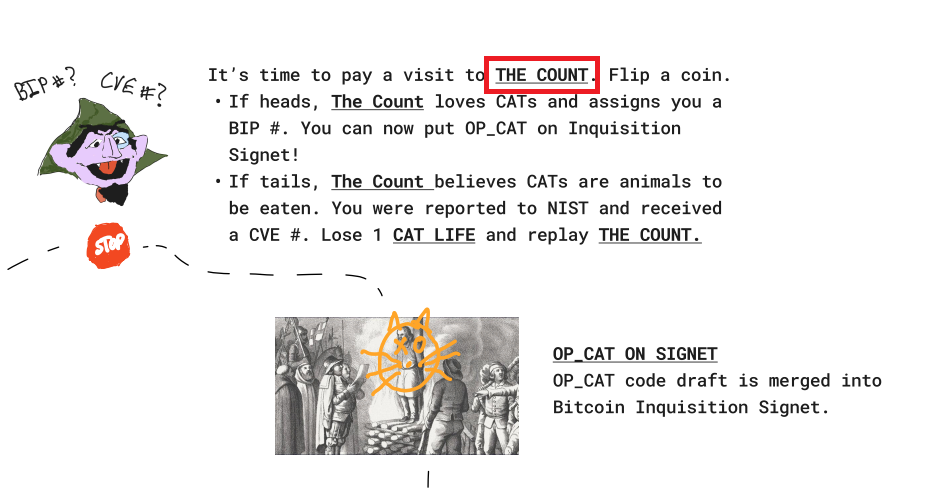 BIP #? CVE #?
It's time to pay a visit to THE COUNT. Flip a coin.
• If heads, The Count loves CATs and assigns you a
BIP #. You can now put OP_CAT on Inquisition
Signet!
• If tails, The Count believes CATs are animals to
be eaten. You were reported to NIST and received
a CVE #. Lose 1 CAT LIFE and replay THE COUNT.
STOP
OP_CAT ON SIGNET
OP_CAT code draft is merged into
Bitcoin Inquisition Signet.